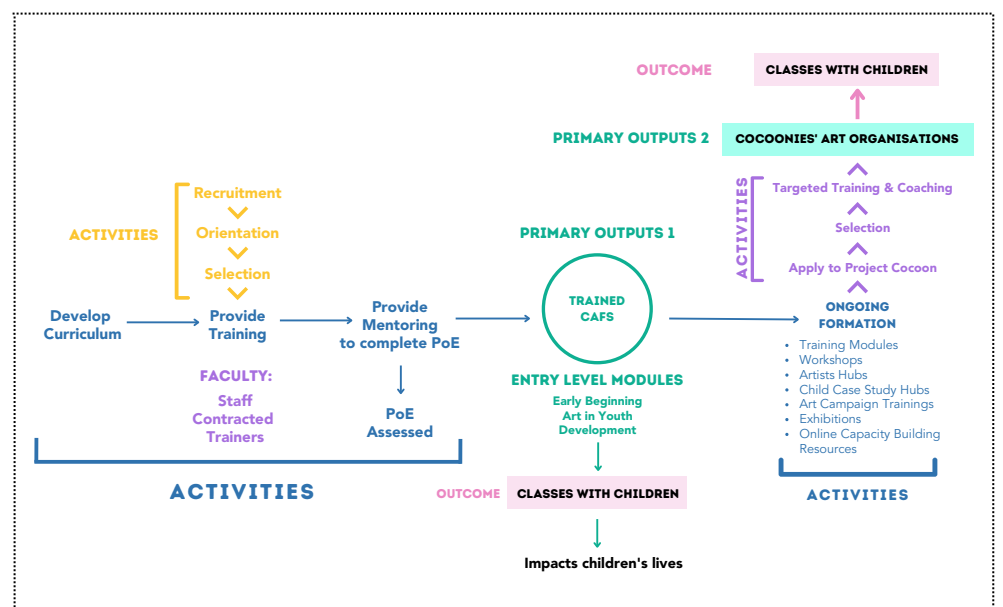 OUTCOME
CLASSES WITH CHILDREN
PRIMARY OUTPUTS 2
COCOONIES' ART ORGANISATIONS
ACTIVITIES
Targeted Training & Coaching
Selection
Apply to Project Cocoon
ACTIVITIES
Recruitment
Orientation
Selection
PRIMARY OUTPUTS 1
TRAINED
CAFS
Develop
Curriculum
Provide
Training
Provide
Mentoring
to complete PoE
ONGOING
FORMATION
• Training Modules
• Workshops
• Artists Hubs
• Child Case Study Hubs
• Art Campaign Trainings
• Exhibitions
• Online Capacity Building
Resources
FACULTY:
Staff
Contracted
Trainers
PoE
Assessed
ENTRY LEVEL MODULES
Early Beginning
Art in Youth
Development
ACTIVITIES
OUTCOME
CLASSES WITH CHILDREN
ACTIVITIES
Impacts children's lives